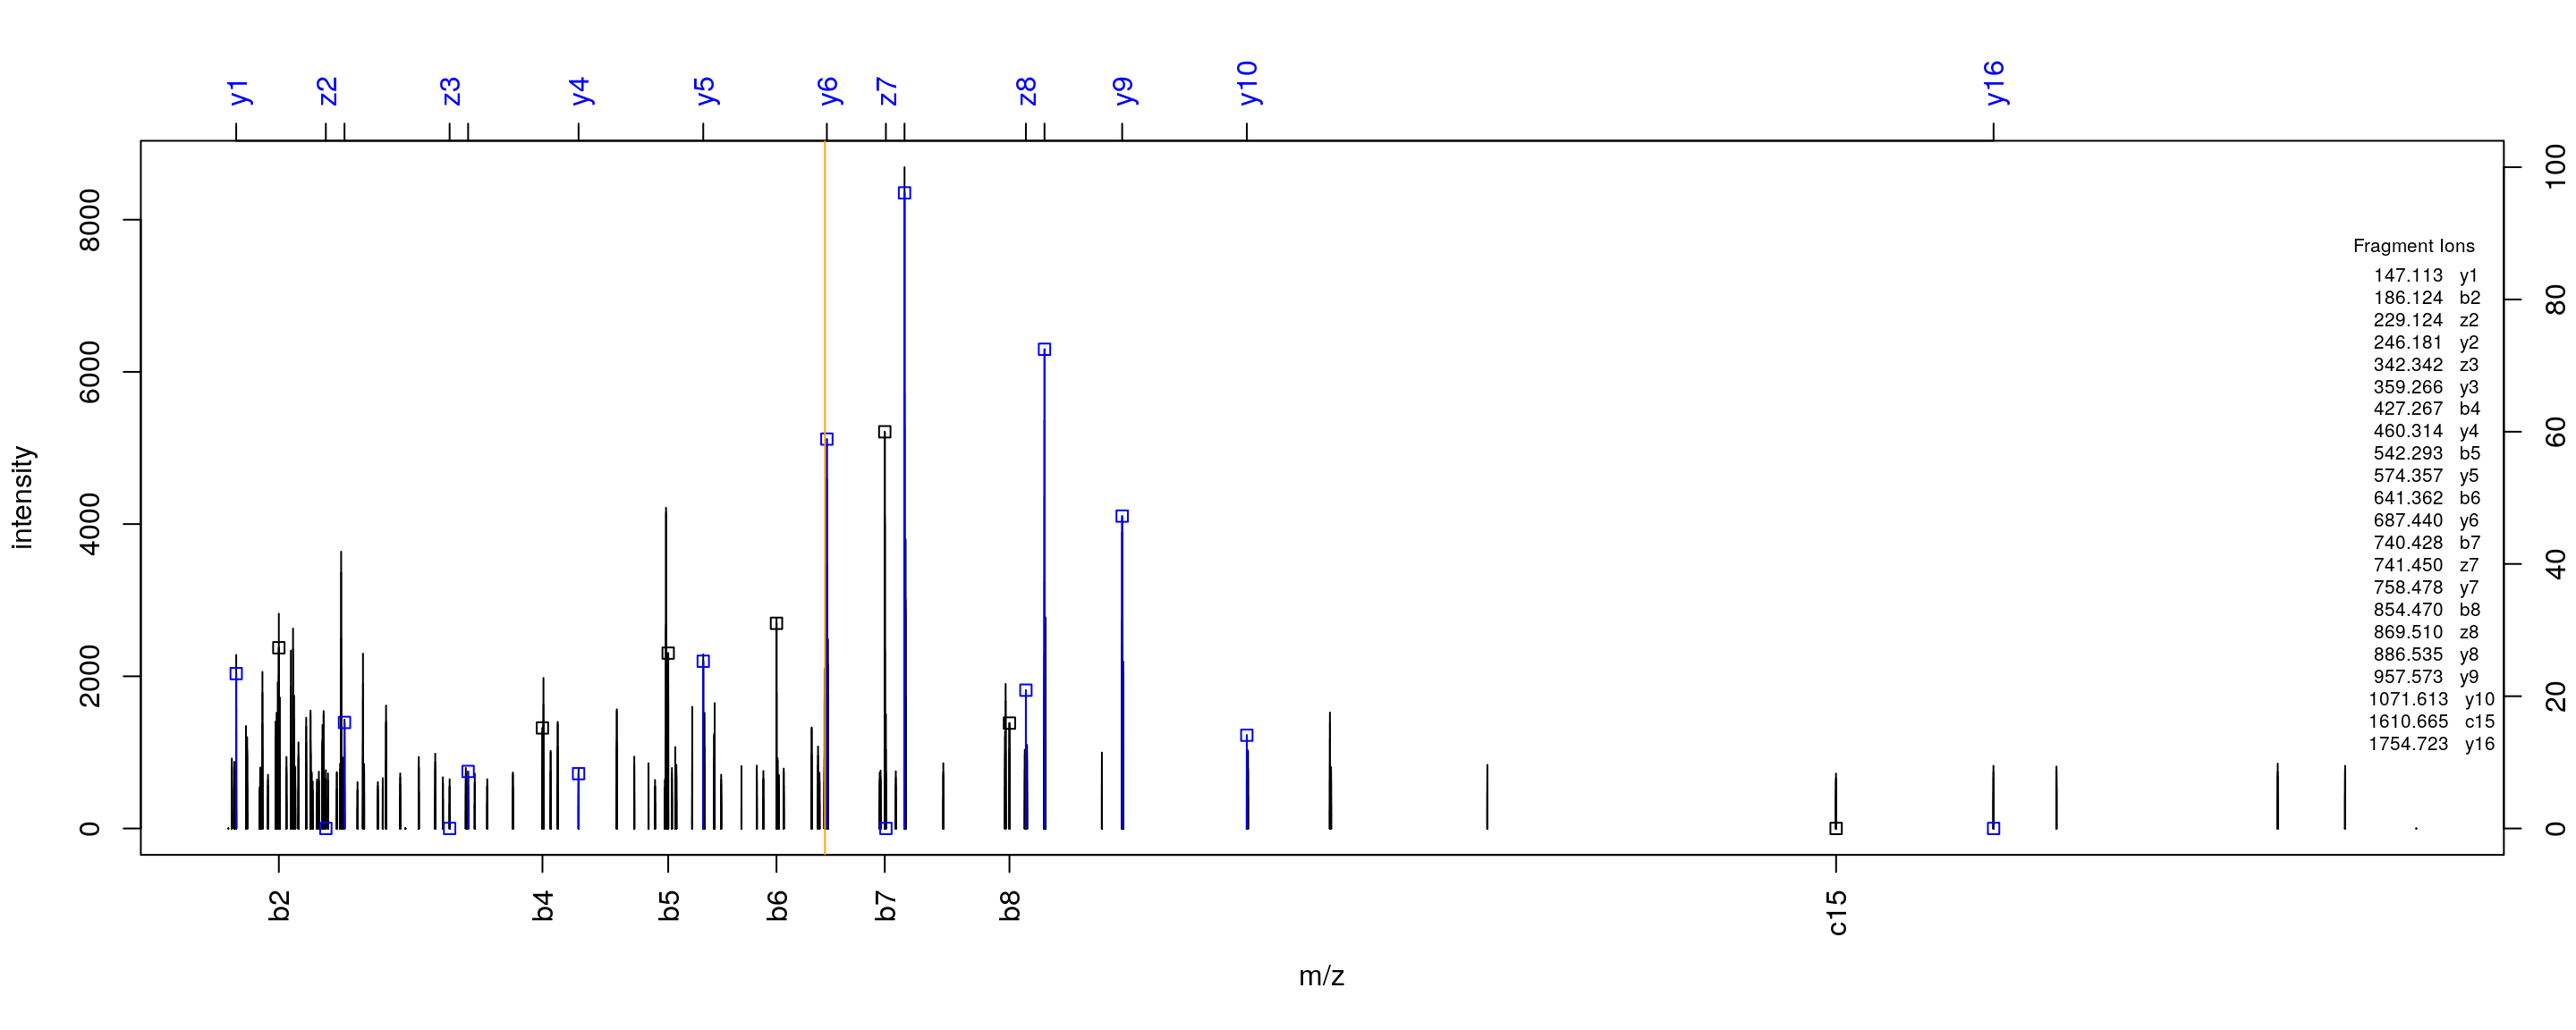 y1 z2 z3 y4 y5 y6 z7 z8 y9 y10 y16
8000
6000
4000
2000
0
intensity
100
80
60
40
20
0
Fragment Ions
147.113 y1
186.124 b2
229.124 z2
246.181 y2
342.342 z3
359.266 y3
427.267 b4
460.314 y4
542.293 b5
574.357 y5
641.362 b6
687.440 y6
740.428 b7
741.450 z7
758.478 y7
854.470 b8
869.510 z8
886.535 y8
957.573 y9
1071.613 y10
1610.665 c15
1754.723 y16
b2 b4 b5 b6 b7 b8 c15
m/z